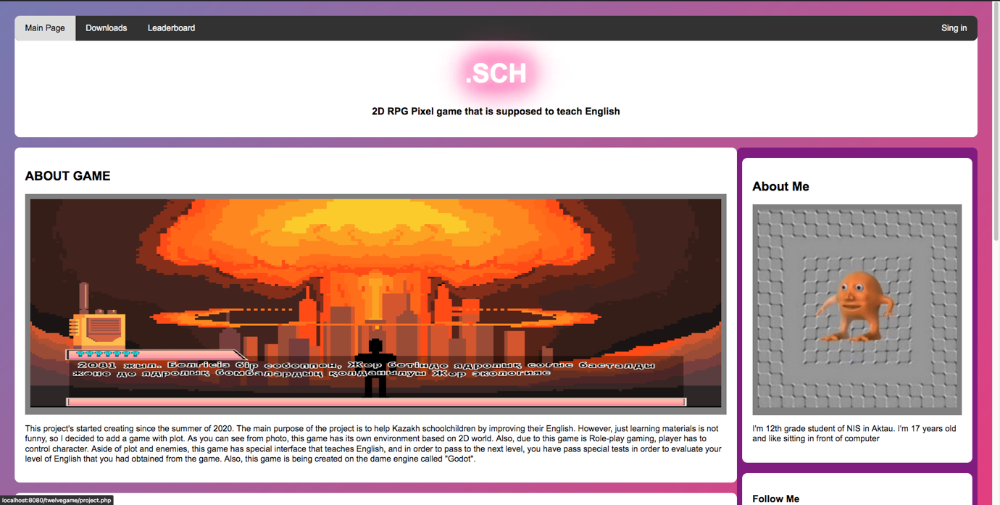 Main Page
Downloads
Leaderboard
Sing in
.SCH
2D RPG Pixel game that is supposed to teach English
ABOUT GAME
???????
2081 жыл. Белгісіз бір себеппен, Жер бетінде ядролық соғыс басталды
және де ядролық бомбалардың қолданылуы Жер экологияс
This project's started creating since the summer of 2020. The main purpose of the project is to help Kazakh schoolchildren by improving their English. However, just learning materials is not
funny, so I decided to add a game with plot. As you can see from photo, this game has its own environment based on 2D world. Also, due to this game is Role-play gaming, player has to
control character. Aside of plot and enemies, this game has special interface that teaches English, and in order to pass to the next level, you have pass special tests in order to evaluate your
level of English that you had obtained from the game. Also, this game is being created on the dame engine called "Godot".
About Me
I'm 12th grade student of NIS in Aktau. I'm 17 years old
and like sitting in front of computer
Follow Me
localhost:8080/twelvegame/project.php